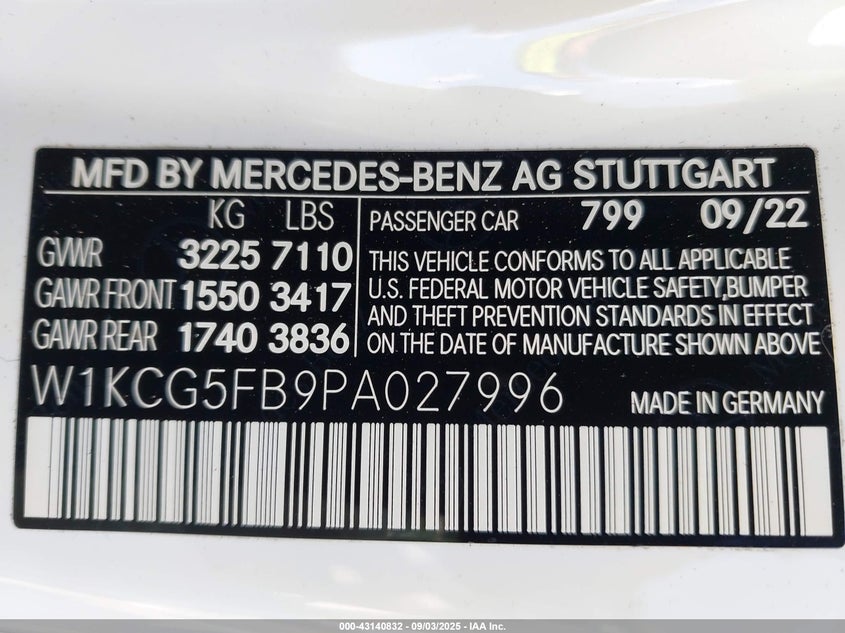 MFD BY MERCEDES-BENZ AG STUTTGART
KG LBS
GVWR 3225 7110
GAWR FRONT 1550 3417
GAWR REAR 1740 3836
PASSENGER CAR 799 09/22
THIS VEHICLE CONFORMS TO ALL APPLICABLE
U.S. FEDERAL MOTOR VEHICLE SAFETY,BUMPER
AND THEFT PREVENTION STANDARDS IN EFFECT
ON THE DATE OF MANUFACTURE SHOWN ABOVE
W1KCG5FB9PA027996 MADE IN GERMANY
000-43140832 - 09/03/2025 - IAA Inc.